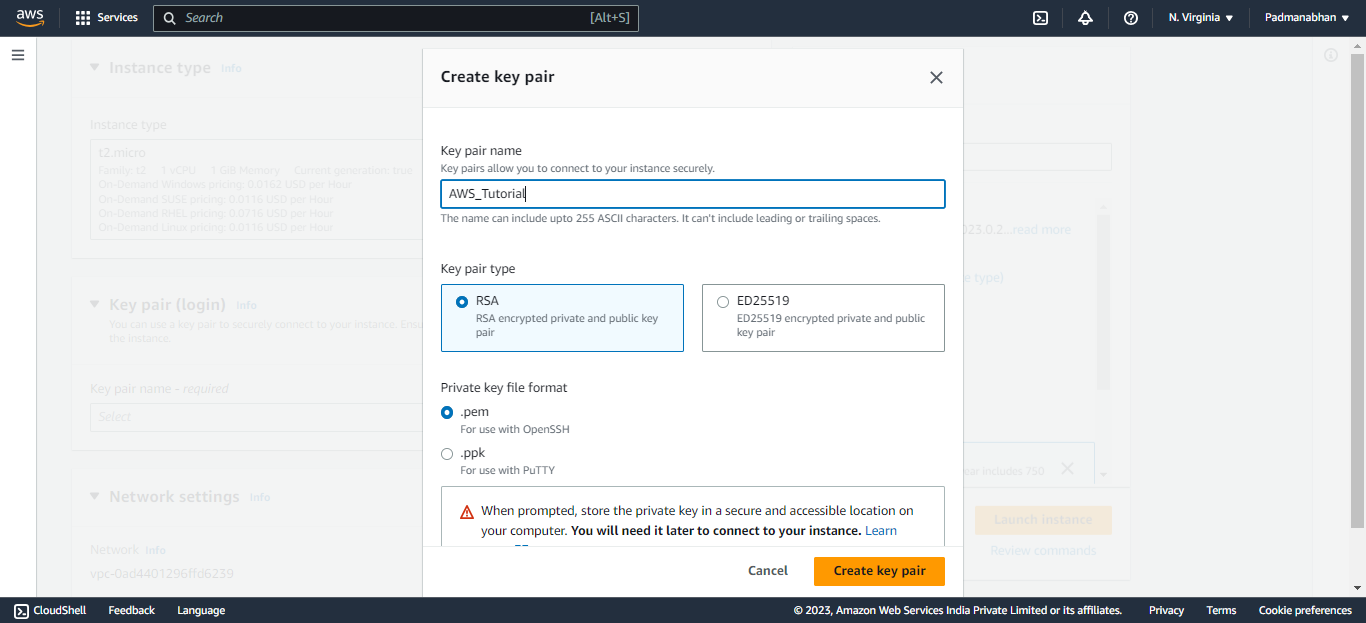 aws
Services
Search
[Alt+S]
N. Virginia
Padmanabhan
Instance type Info
Instance type
t2.micro
Family: t2 1 vCPU 1 GiB Memory Current generation: true
On-Demand Windows pricing: 0.0162 USD per Hour
On-Demand SUSE pricing: 0.0116 USD per Hour
On-Demand RHEL pricing: 0.0716 USD per Hour
On-Demand Linux pricing: 0.0116 USD per Hour
Key pair (login) Info
You can use a key pair to securely connect to your instance. Ensu
the instance.
Key pair name - required
Select
Network settings Info
Network Info
vpc-0ad4401296ffd6239
Create key pair
Key pair name
Key pairs allow you to connect to your instance securely.
AWS_Tutorial
The name can include upto 255 ASCII characters. It can't include leading or trailing spaces.
Key pair type
RSA
RSA encrypted private and public key
pair
ED25519
ED25519 encrypted private and public
key pair
Private key file format
.pem
For use with OpenSSH
.ppk
For use with PuTTY
When prompted, store the private key in a secure and accessible location on
your computer. You will need it later to connect to your instance. Learn
Cancel
Create key pair
023.0.2...read more
e type)
ear includes 750
Launch instance
Review commands
CloudShell
Feedback
Language
© 2023, Amazon Web Services India Private Limited or its affiliates.
Privacy
Terms
Cookie preferences